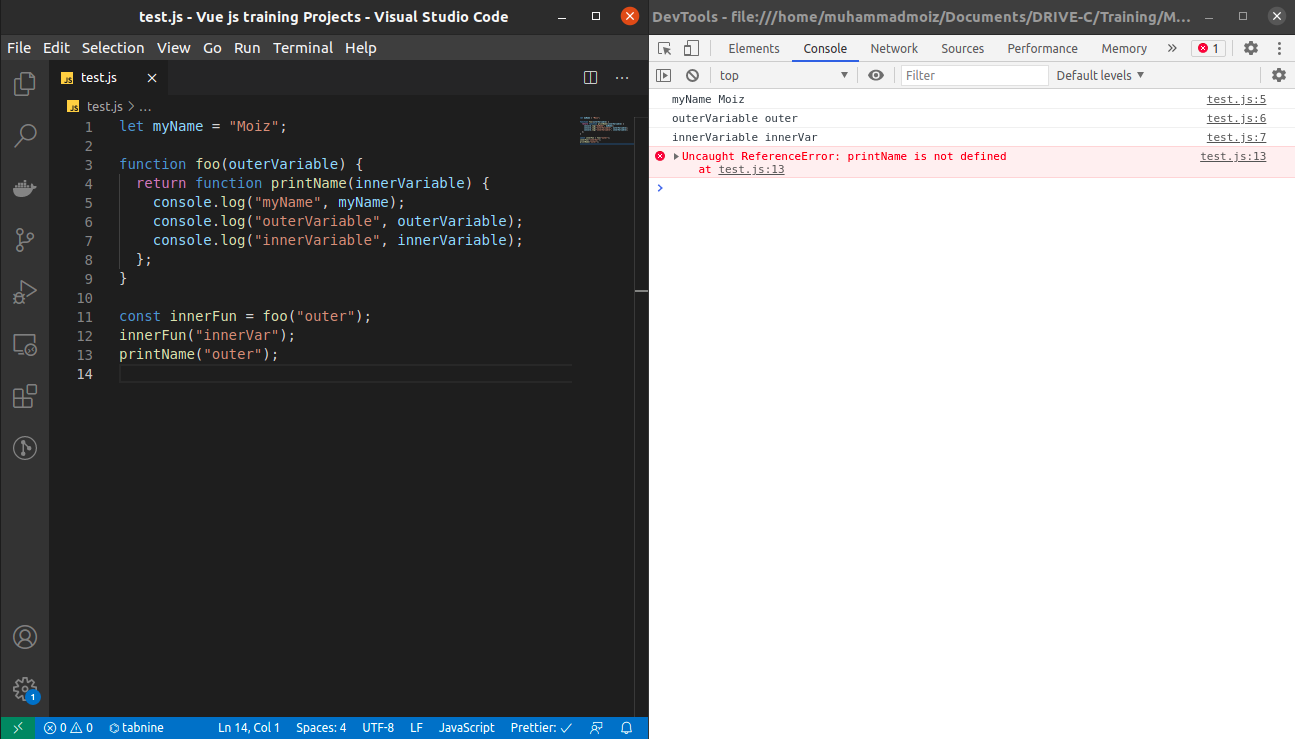 test.js - Vue js training Projects - Visual Studio Code
File Edit Selection View Go Run Terminal Help
JS test.js
JS test.js > ...
1 let myName = "Moiz";
2
3 function foo(outerVariable) {
4 return function printName(innerVariable) {
5 console.log("myName", myName);
6 console.log("outerVariable", outerVariable);
7 console.log("innerVariable", innerVariable);
8 };
9 }
10
11 const innerFun = foo("outer");
12 innerFun("innerVar");
13 printName("outer");
14
1
0 0 tabnine Ln 14, Col 1 Spaces: 4 UTF-8 LF JavaScript Prettier: ✓
DevTools - file:///home/muhammadmoiz/Documents/DRIVE-C/Training/M...
Elements Console Network Sources Performance Memory » 1
top Filter Default levels
myName Moiz test.js:5
outerVariable outer test.js:6
innerVariable innerVar test.js:7
Uncaught ReferenceError: printName is not defined test.js:13
at test.js:13
>